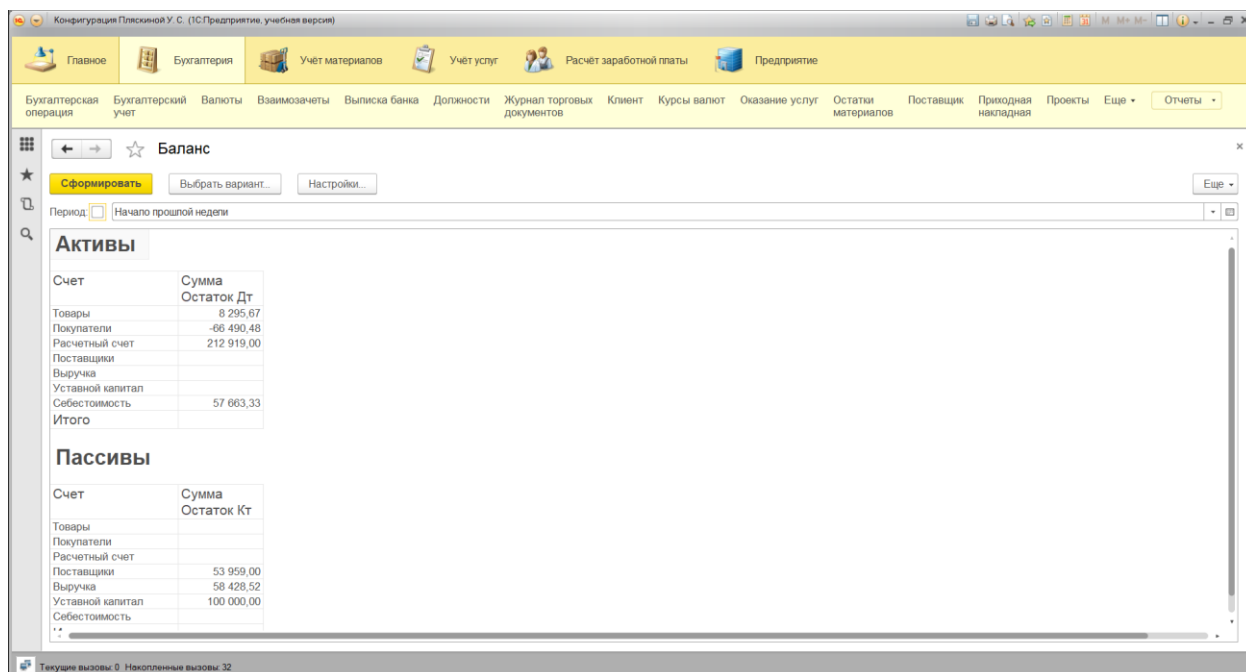 Конфигурация Пляскиной У. С. (1С:Предприятие, учебная версия)
M M+ M-
Главное Бухгалтерия Учёт материалов Учёт услуг Расчёт заработной платы Предприятие
Бухгалтерская операция Бухгалтерский учет Валюты Взаимозачеты Выписка банка Должности Журнал торговых документов Клиент Курсы валют Оказание услуг Остатки материалов Поставщик Приходная накладная Проекты Еще Отчеты
Баланс
Сформировать Выбрать вариант... Настройки... Еще
Период: Начало прошлой недели
Активы
Счет Сумма Остаток Дт
Товары 8 295,67
Покупатели -66 490,48
Расчетный счет 212 919,00
Поставщики
Выручка
Уставной капитал
Себестоимость 57 663,33
Итого
Пассивы
Счет Сумма Остаток Кт
Товары
Покупатели
Расчетный счет
Поставщики 53 959,00
Выручка 58 428,52
Уставной капитал 100 000,00
Себестоимость
Текущие вызовы: 0 Накопленные вызовы: 32